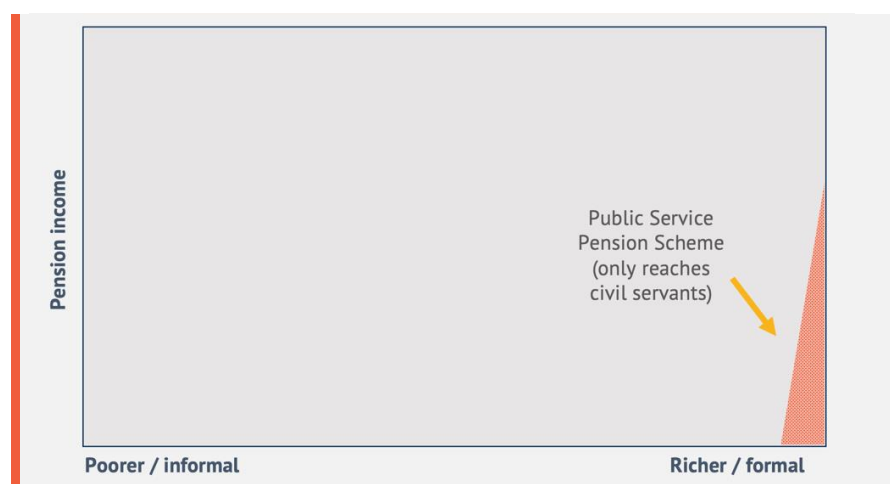 Pension income
Public Service
Pension Scheme
(only reaches
civil servants)
Poorer / informal
Richer / formal